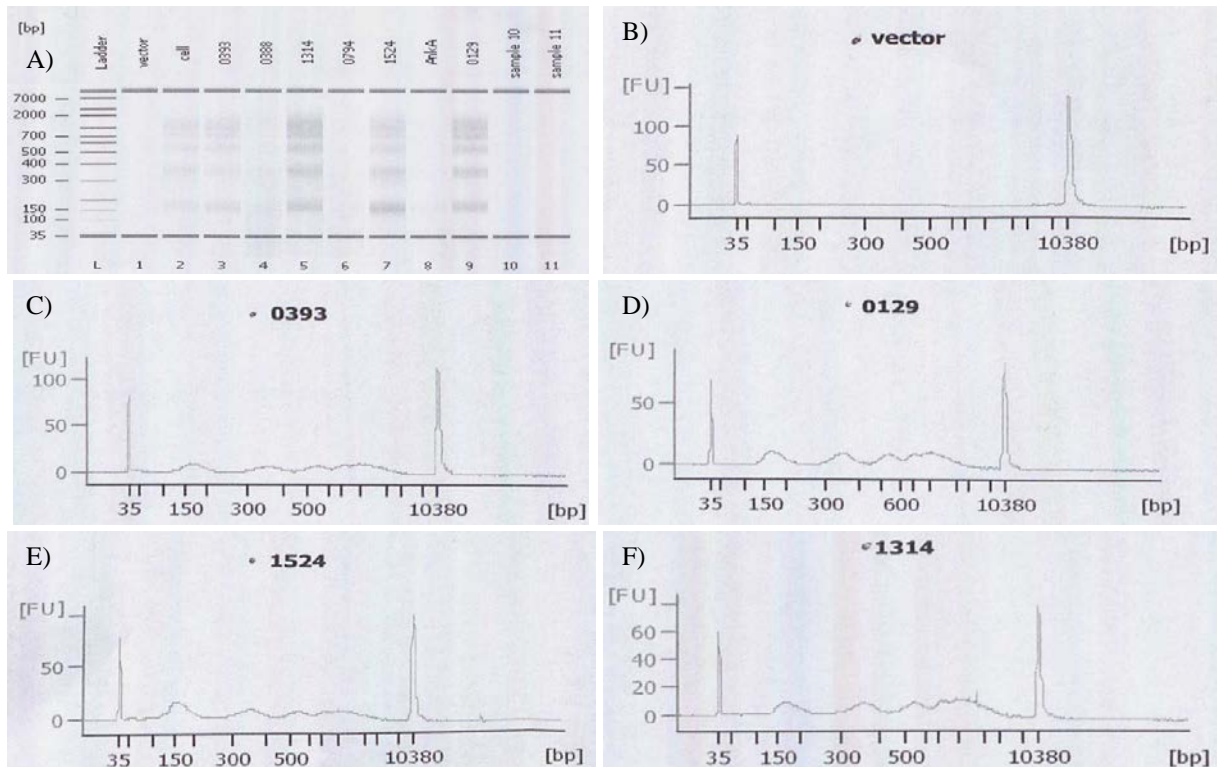 A)
[bp]
Ladder
vector
cell
0393
0388
1314
0794
1524
AnkA
0129
sample 10
sample 11
7000
2000
700
500
400
300
150
100
35
L 1 2 3 4 5 6 7 8 9 10 11
B)
vector
[FU]
100
50
0
35 150 300 500 10380 [bp]
C)
0393
[FU]
100
50
0
35 150 300 500 10380 [bp]
D)
0129
[FU]
50
0
35 150 300 600 10380 [bp]
E)
1524
[FU]
50
0
35 150 300 500 10380 [bp]
F)
1314
[FU]
60
40
20
0
35 150 300 500 10380 [bp]